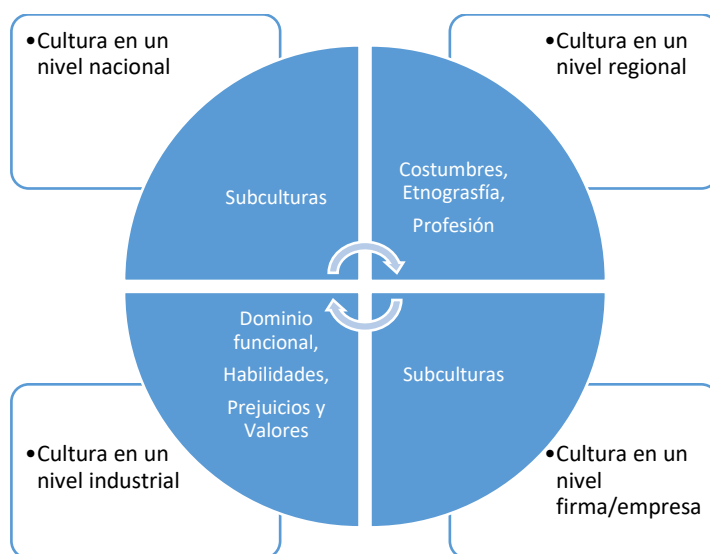 •Cultura en un
nivel nacional
•Cultura en un
nivel regional
Subculturas
Costumbres,
Etnograsfía,
Profesión
Dominio
funcional,
Habilidades,
Prejuicios y
Valores
Subculturas
•Cultura en un
nivel industrial
•Cultura en un
nivel
firma/empresa